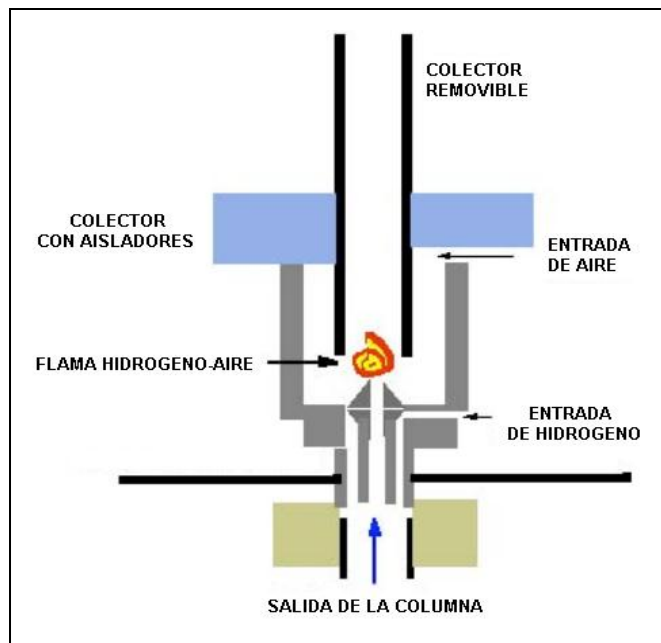 COLECTOR
REMOVIBLE
COLECTOR
CON AISLADORES
ENTRADA
DE AIRE
FLAMA HIDROGENO-AIRE
ENTRADA
DE HIDROGENO
SALIDA DE LA COLUMNA